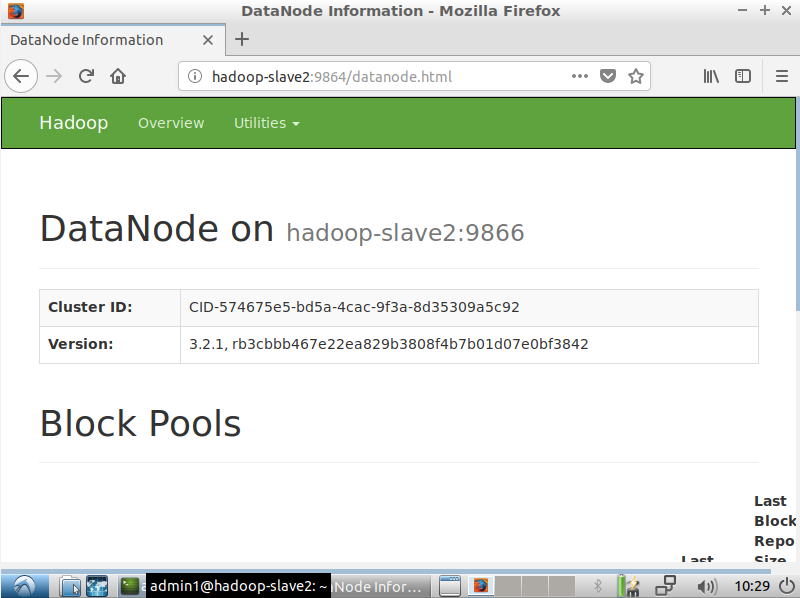 DataNode Information - Mozilla Firefox
DataNode Information
hadoop-slave2:9864/datanode.html
Hadoop Overview Utilities
DataNode on hadoop-slave2:9866
Cluster ID: CID-574675e5-bd5a-4cac-9f3a-8d35309a5c92
Version: 3.2.1, rb3cbbb467e22ea829b3808f4b7b01d07e0bf3842
Block Pools
Last
Block
Repo
Last Size
admin1@hadoop-slave2: ~ Node Infor... 10:29